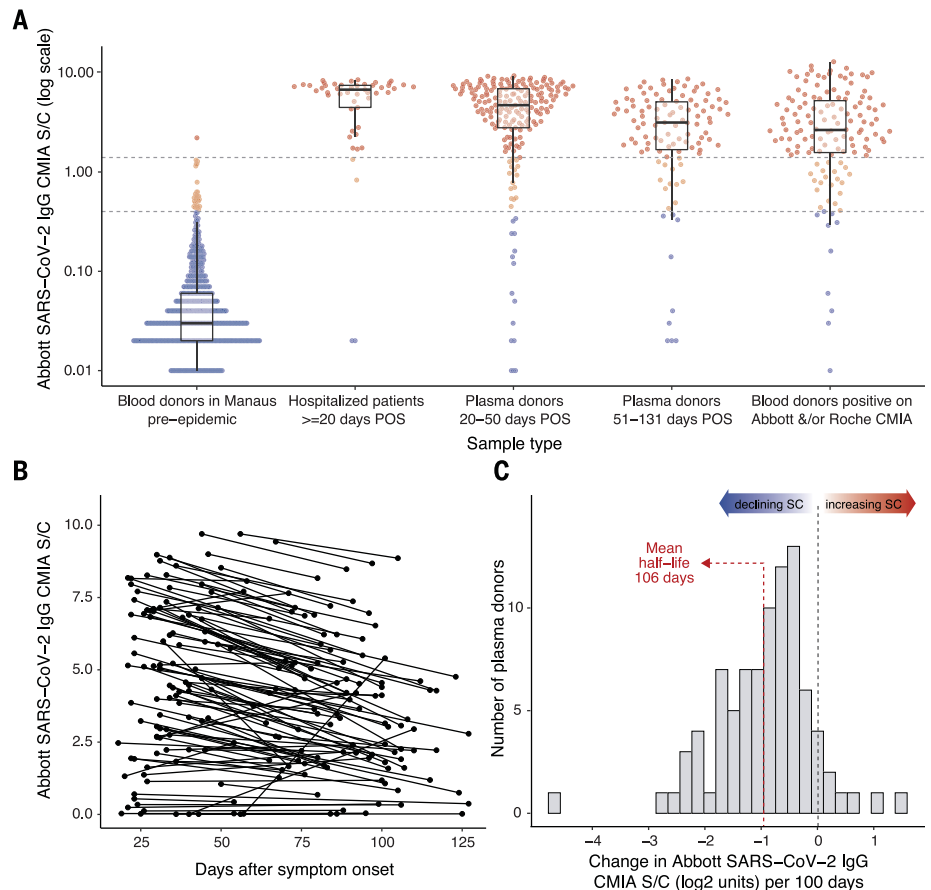 A
Abbott SARS−CoV−2 IgG CMIA S/C (log scale)
10.00
1.00
0.10
0.01
Blood donors in Manaus
pre−epidemic
Hospitalized patients
>=20 days POS
Plasma donors
20−50 days POS
Plasma donors
51−131 days POS
Blood donors positive on
Abbott &/or Roche CMIA
Sample type
B
Abbott SARS−CoV−2 IgG CMIA S/C
10.0
7.5
5.0
2.5
0.0
25
50
75
100
125
Days after symptom onset
C
declining SC
increasing SC
Mean
half−life
106 days
Number of plasma donors
10
5
0
−4
−3
−2
−1
0
1
Change in Abbott SARS−CoV−2 IgG
CMIA S/C (log2 units) per 100 days